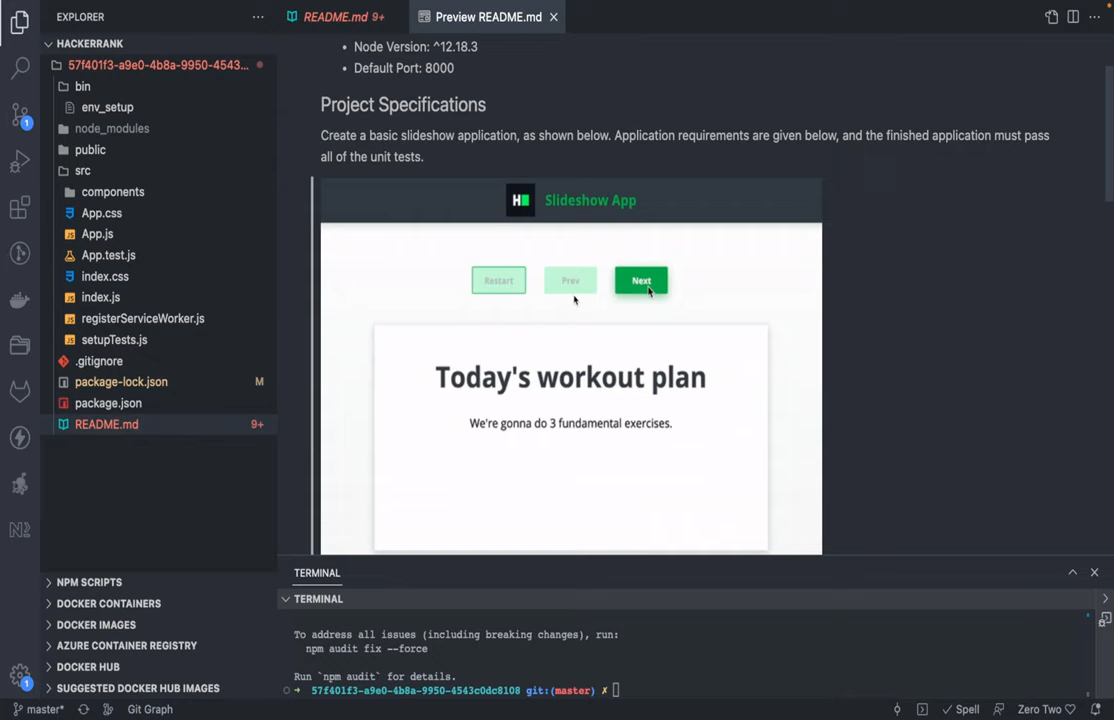 EXPLORER
HACKERRANK
57f401f3-a9e0-4b8a-9950-4543...
bin
env_setup
node_modules
public
src
components
App.css
App.js
App.test.js
index.css
index.js
registerServiceWorker.js
setupTests.js
.gitignore
package-lock.json M
package.json
README.md 9+
NPM SCRIPTS
DOCKER CONTAINERS
DOCKER IMAGES
AZURE CONTAINER REGISTRY
DOCKER HUB
SUGGESTED DOCKER HUB IMAGES
README.md 9+
Preview README.md
• Node Version: ^12.18.3
• Default Port: 8000
Project Specifications
Create a basic slideshow application, as shown below. Application requirements are given below, and the finished application must pass
all of the unit tests.
H Slideshow App
Restart Prev Next
Today's workout plan
We're gonna do 3 fundamental exercises.
TERMINAL
TERMINAL
To address all issues (including breaking changes), run:
npm audit fix --force
Run `npm audit` for details.
57f401f3-a9e0-4b8a-9950-4543c0dc8108 git:(master) ✗
1
1
master* Git Graph Spell Zero Two